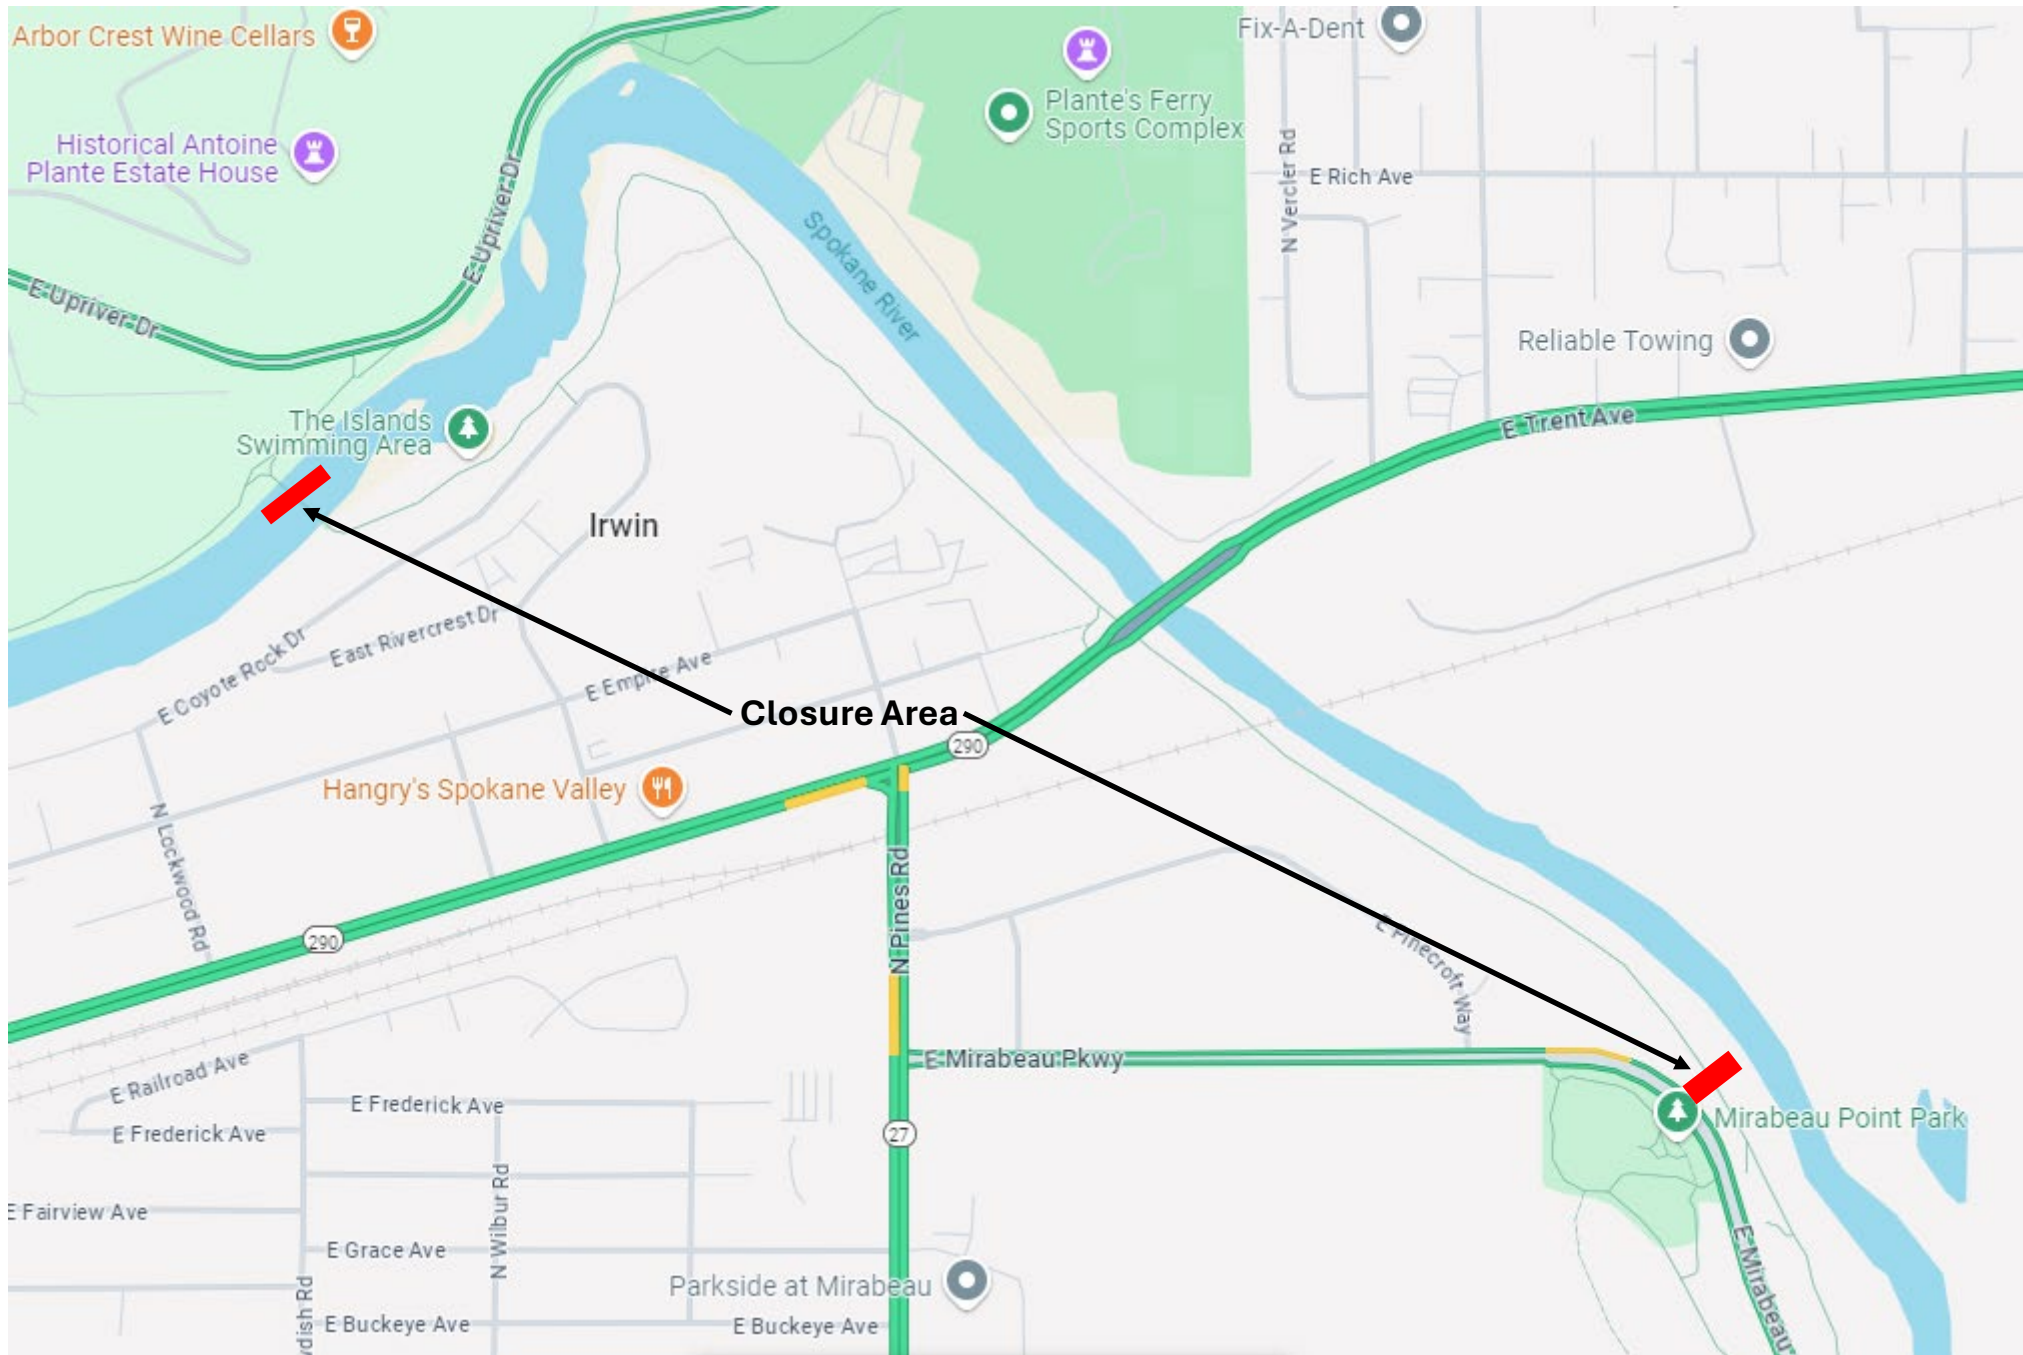 Arbor Crest Wine Cellars
Fix-A-Dent
Plante's Ferry
Sports Complex
Historical Antoine
Plante Estate House
E Upriver Dr
E Upriver Dr
N Vercler Rd
E Rich Ave
Spokane River
Reliable Towing
The Islands
Swimming Area
E Trent Ave
Irwin
E Coyote Rock Dr
East Rivercrest Dr
E Empire Ave
Closure Area
290
Hangry's Spokane Valley
N Lockwood Rd
N Pines Rd
290
E Pinecroft Way
E Mirabeau Pkwy
E Railroad Ave
E Frederick Ave
E Frederick Ave
27
Mirabeau Point Park
N Wilbur Rd
E Fairview Ave
E Grace Ave
Parkside at Mirabeau
E Mirabeau
Rd
E Buckeye Ave
E Buckeye Ave